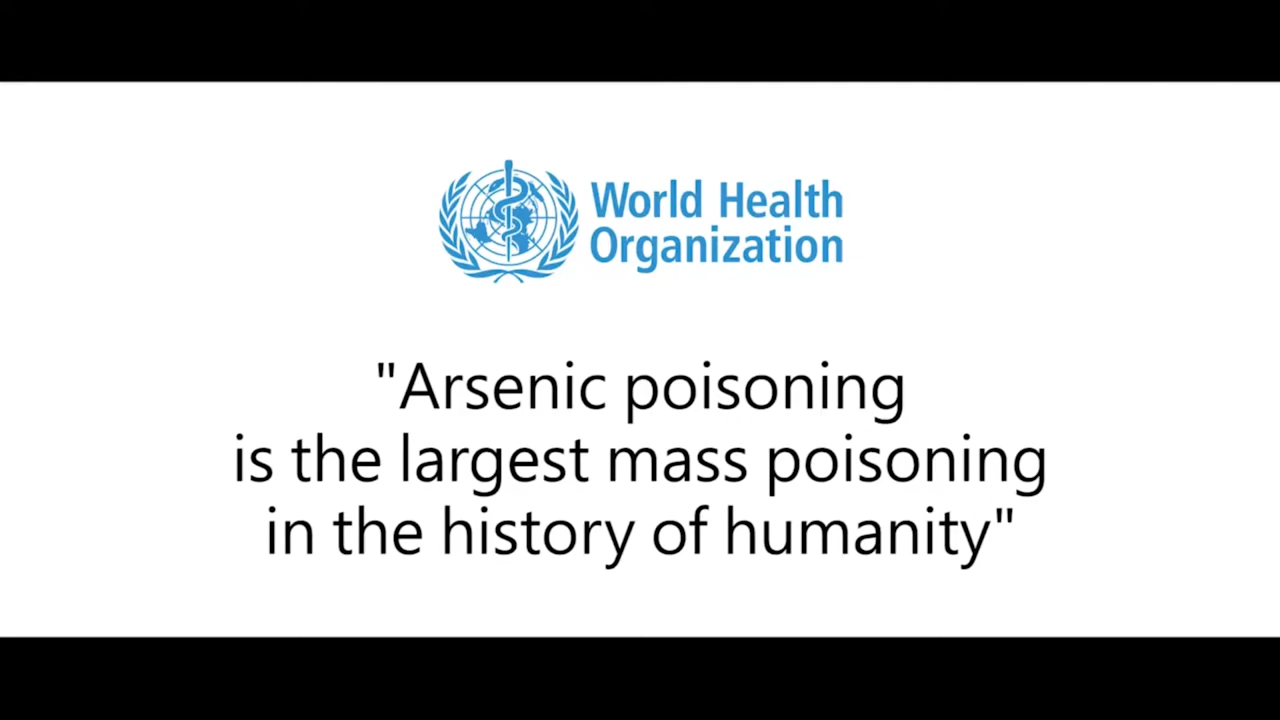 World Health
Organization
"Arsenic poisoning
is the largest mass poisoning
in the history of humanity"